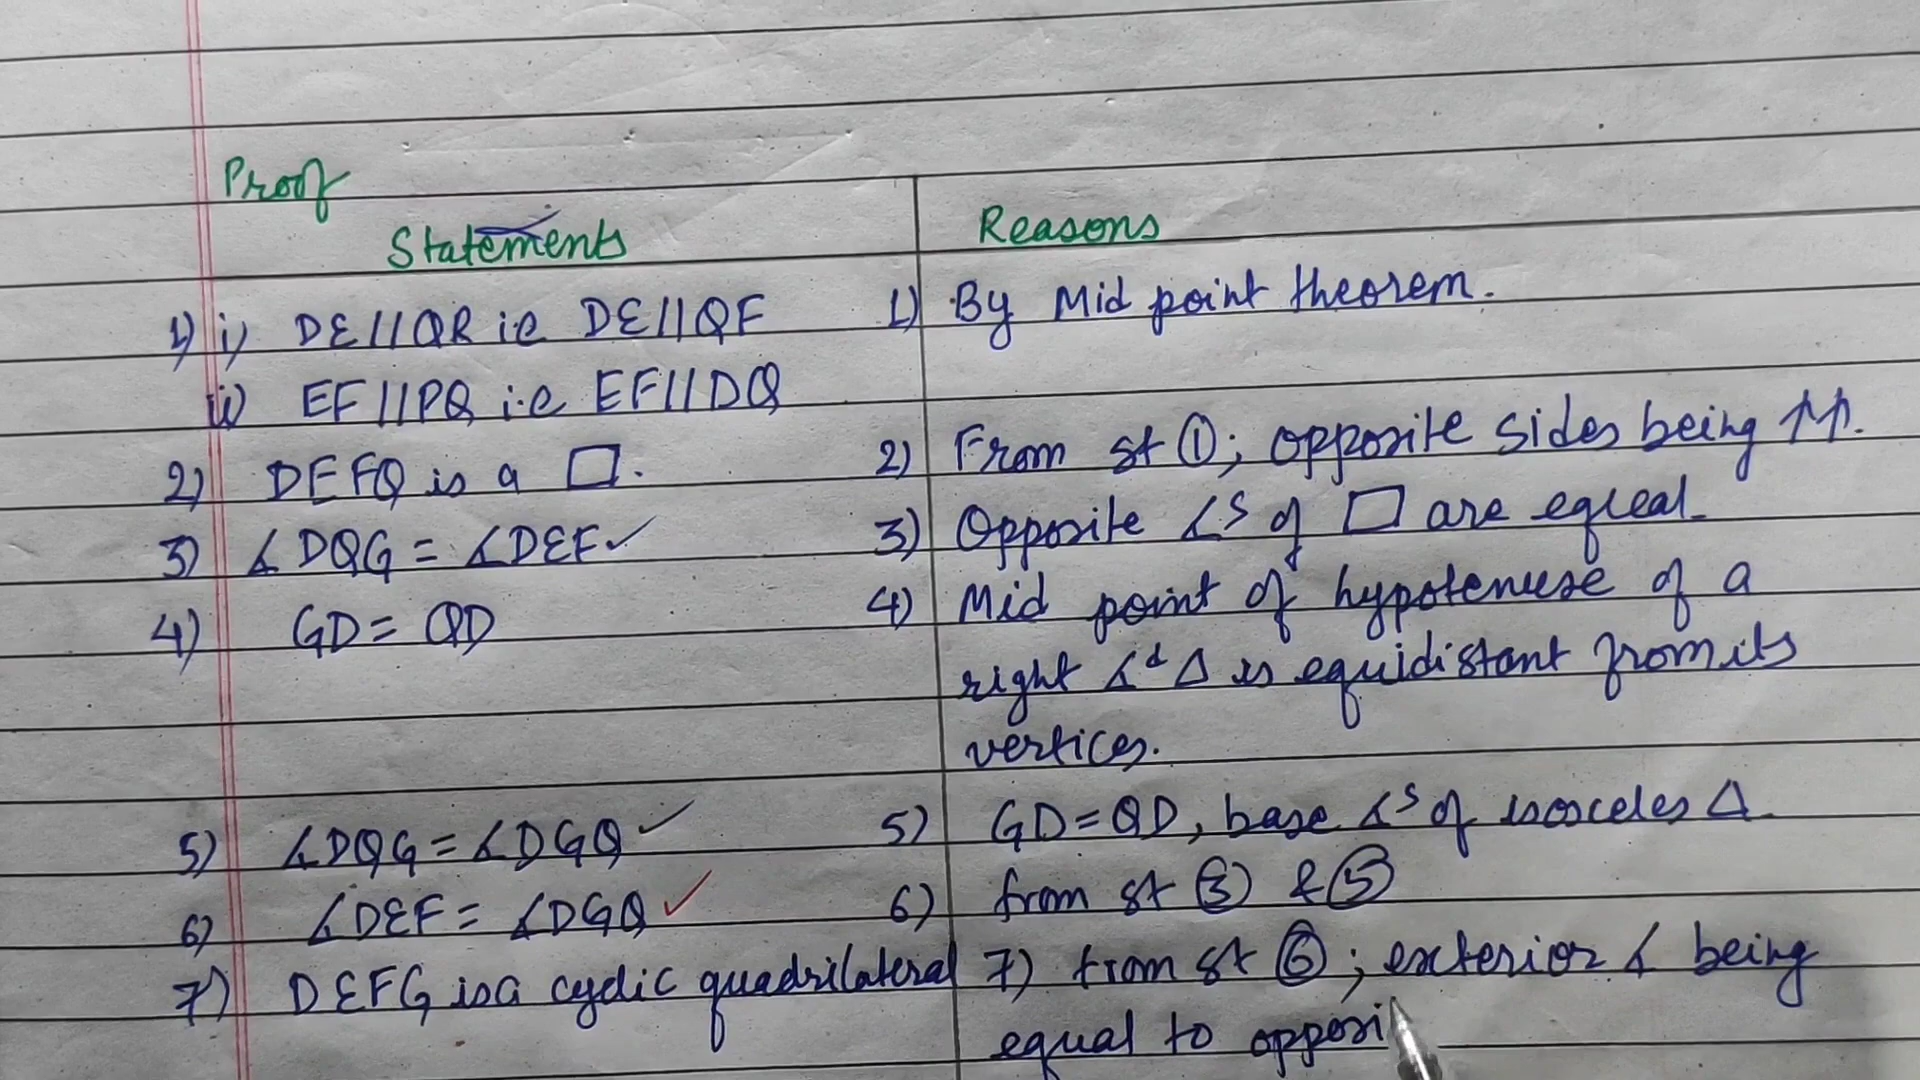 Proof
Statements Reasons
1) i) DE//QR i.e DE//QF 1) By Mid point theorem.
ii) EF//PQ i.e EF//DQ
2) DEFQ is a ▱. 2) From st ①; opposite sides being //l.
3) ∡DQG = ∡DEF✓ 3) Opposite ∠s of ▱ are equal.
4) GD = QD 4) Mid point of hypotenuse of a
right ∡d Δ is equidistant from its
vertices.
5) ∡DQG = ∡DGQ ✓ 5) GD = QD, base ∡s of isosceles Δ.
6) ∡DEF = ∡DGQ ✓ 6) from st ③ & ⑤
7) DEFG is a cyclic quadrilateral 7) from st ⑥; exterior ∡ being
equal to opposi